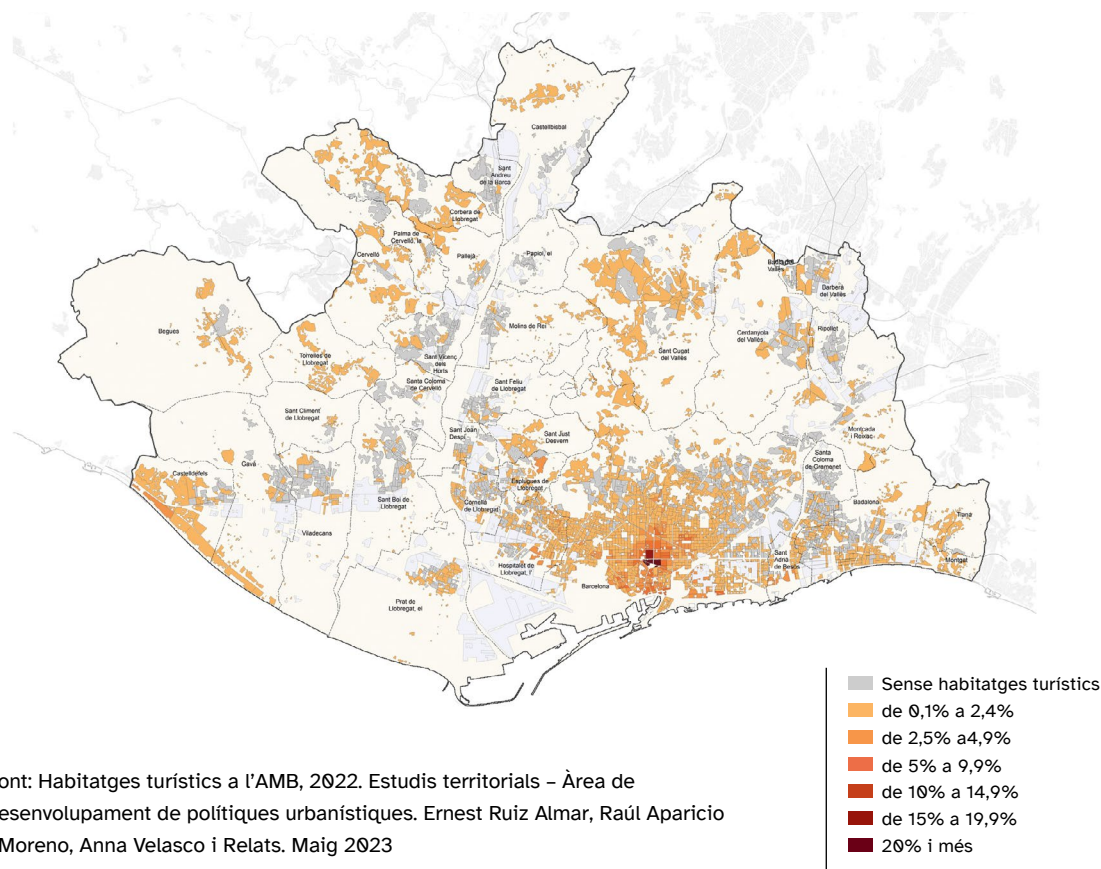 Castellbisbal
Sant
Andreu
de la Barca
Corbera de
Llobregat
Palma de
Cervelló, la
Cervelló
Pallejà
Papiol, el
Badia del
Vallès
Barberà
del Vallès
Begues
Molins de Rei
Cerdanyola
del Vallès
Ripollet
Torrelles de
Llobregat
Sant Vicenç
dels
Horts
Sant Cugat
del Vallès
Santa Coloma
de Cervelló
Sant Feliu
de Llobregat
Sant Climent
de Llobregat
Sant Joan
Despí
Sant Just
Desvern
Montcada
i Reixac
Santa
Coloma
de Gramenet
Castelldefels
Gavà
Esplugues de
Llobregat
Sant Boi de
Llobregat
Cornellà
de Llobregat
Badalona
Tiana
Viladecans
Hospitalet de
Llobregat, l'
Sant
Adrià
de Besòs
Montgat
Barcelona
Prat de
Llobregat, el
Sense habitatges turístics
de 0,1% a 2,4%
de 2,5% a4,9%
de 5% a 9,9%
de 10% a 14,9%
de 15% a 19,9%
20% i més
ont: Habitatges turístics a l'AMB, 2022. Estudis territorials – Àrea de
esenvolupament de polítiques urbanístiques. Ernest Ruiz Almar, Raúl Aparicio
Moreno, Anna Velasco i Relats. Maig 2023